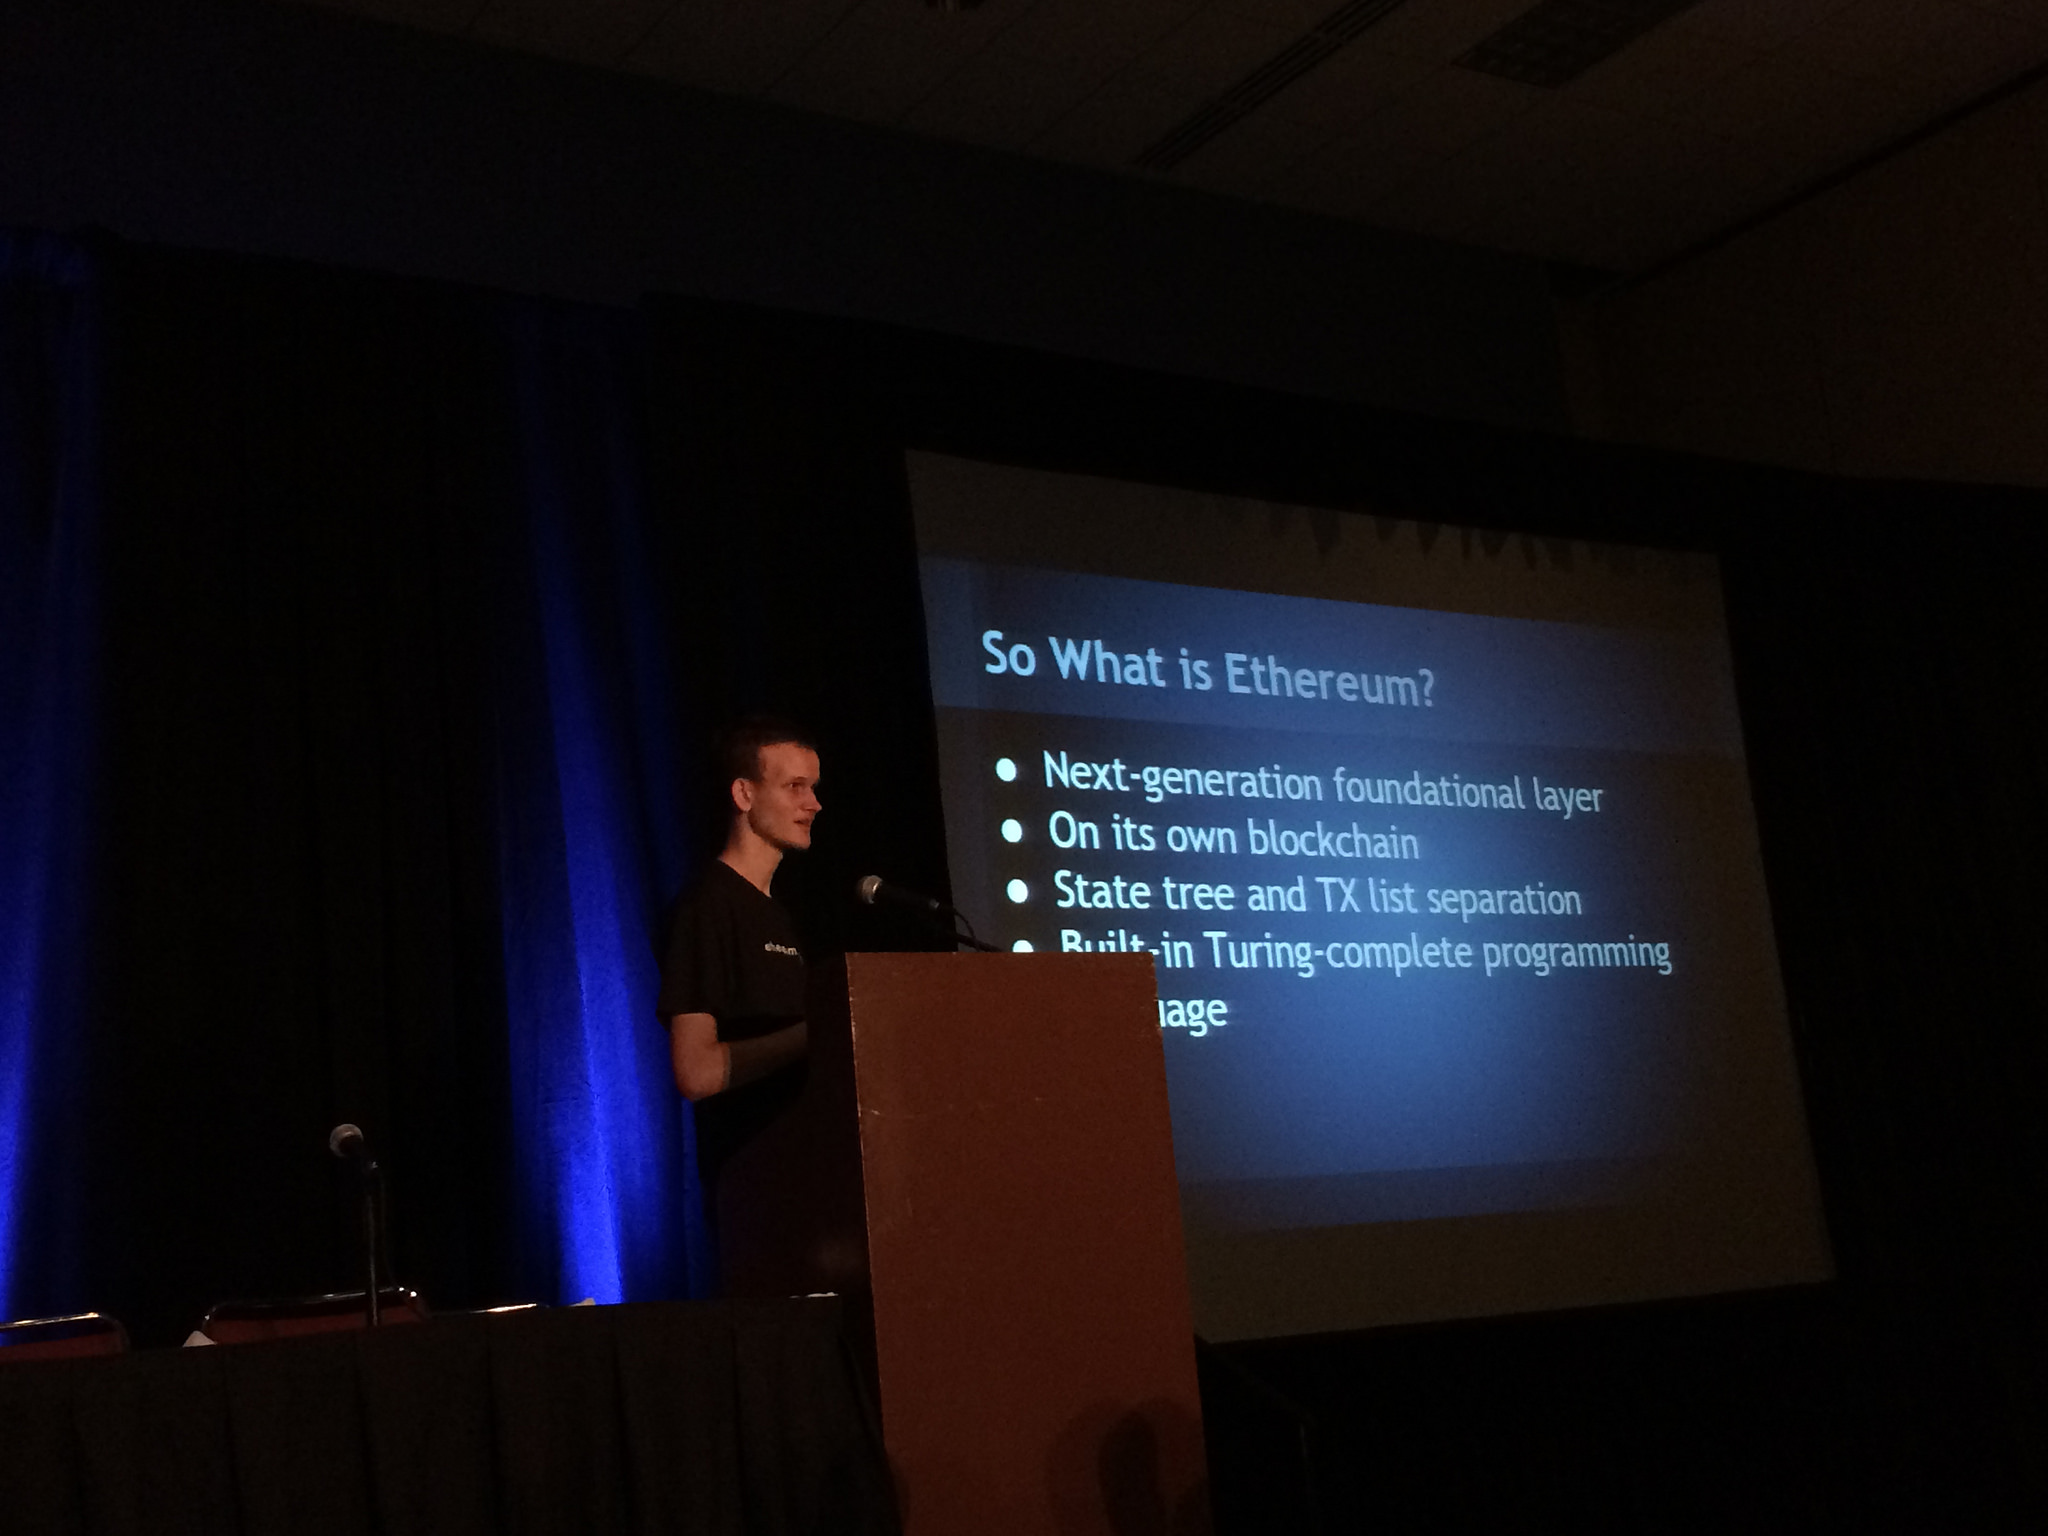 So What is Ethereum?
● Next-generation foundational layer
● On its own blockchain
● State tree and TX list separation
● Built-in Turing-complete programming
uage